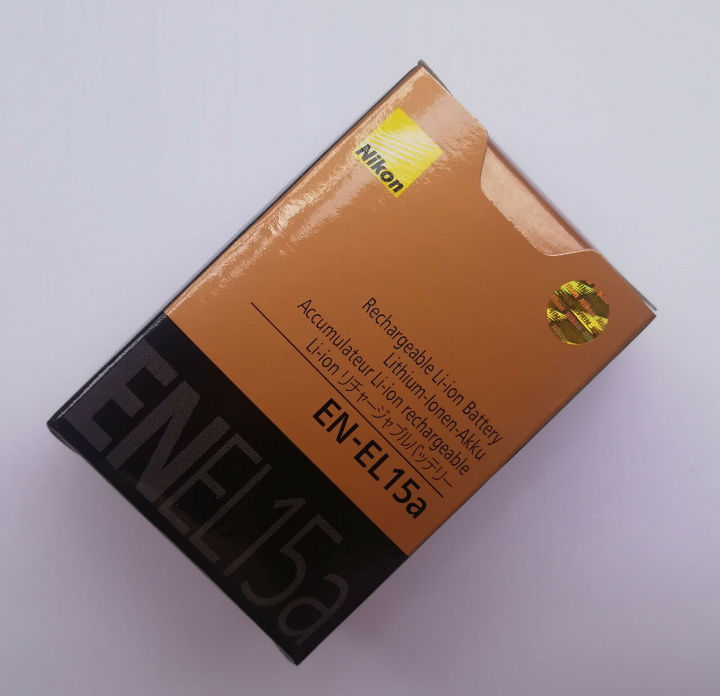 Nikon
Rechargeable Li-ion Battery
Lithium-Ionen-Akku
Accumulateur Li-ion rechargeable
Li-ion リチャージャブルバッテリー
EN-EL15a
ENEL15a